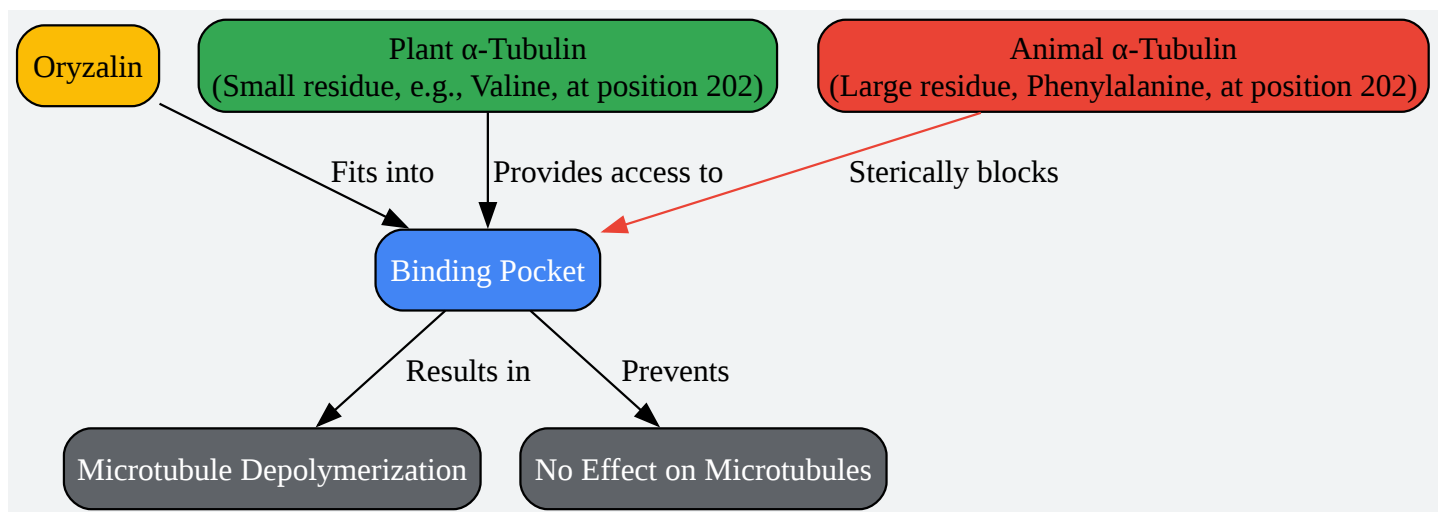 Oryzalin
Plant α-Tubulin
(Small residue, e.g., Valine, at position 202)
Animal α-Tubulin
(Large residue, Phenylalanine, at position 202)
Fits into
Provides access to
Sterically blocks
Binding Pocket
Results in
Prevents
Microtubule Depolymerization
No Effect on Microtubules